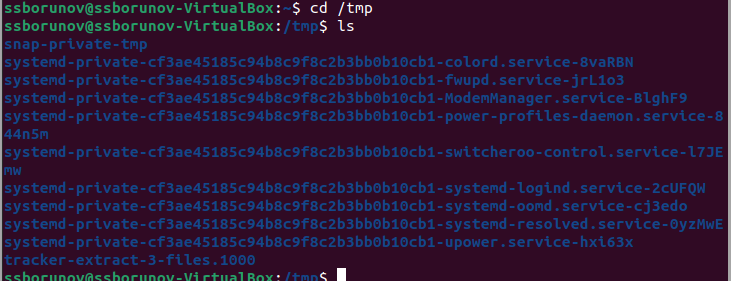 ssborunov@ssborunov-VirtualBox:~$ cd /tmp
ssborunov@ssborunov-VirtualBox:/tmp$ ls
snap-private-tmp
systemd-private-cf3ae45185c94b8c9f8c2b3bb0b10cb1-colord.service-8vaRBN
systemd-private-cf3ae45185c94b8c9f8c2b3bb0b10cb1-fwupd.service-jrL1o3
systemd-private-cf3ae45185c94b8c9f8c2b3bb0b10cb1-ModemManager.service-BlghF9
systemd-private-cf3ae45185c94b8c9f8c2b3bb0b10cb1-power-profiles-daemon.service-8
44n5m
systemd-private-cf3ae45185c94b8c9f8c2b3bb0b10cb1-switcheroo-control.service-l7JE
mw
systemd-private-cf3ae45185c94b8c9f8c2b3bb0b10cb1-systemd-logind.service-2cUFQW
systemd-private-cf3ae45185c94b8c9f8c2b3bb0b10cb1-systemd-oomd.service-cj3edo
systemd-private-cf3ae45185c94b8c9f8c2b3bb0b10cb1-systemd-resolved.service-0yzMwE
systemd-private-cf3ae45185c94b8c9f8c2b3bb0b10cb1-upower.service-hxi63x
tracker-extract-3-files.1000
ssborunov@ssborunov-VirtualBox:/tmp$